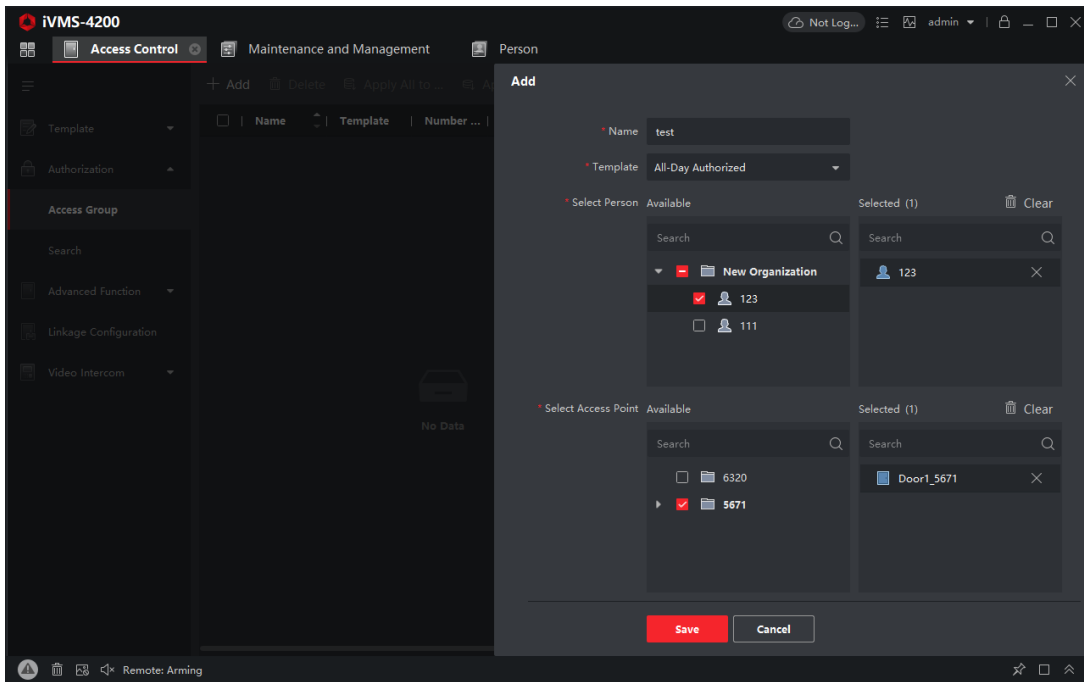 iVMS-4200
Not Log...
admin
Access Control
Maintenance and Management
Person
Add
Delete
Apply All to ...
A
Name
Template
Number ...
Template
Authorization
Access Group
Search
Advanced Function
Linkage Configuration
Video Intercom
No Data
Add
* Name
test
* Template
All-Day Authorized
* Select Person
Available
Selected (1)
Clear
Search
Search
New Organization
123
111
123
* Select Access Point
Available
Selected (1)
Clear
Search
Search
6320
5671
Door1_5671
Save
Cancel
Remote: Arming